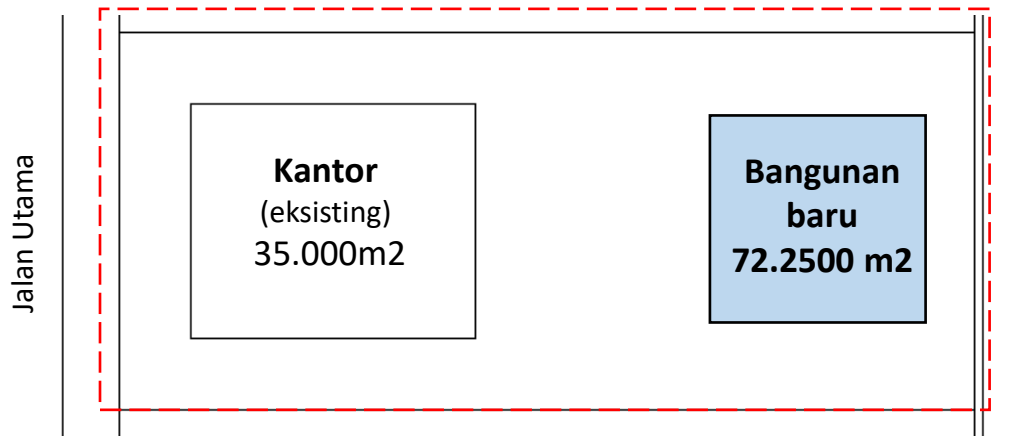 Jalan Utama
Kantor
(eksisting)
35.000m2
Bangunan
baru
72.2500 m2